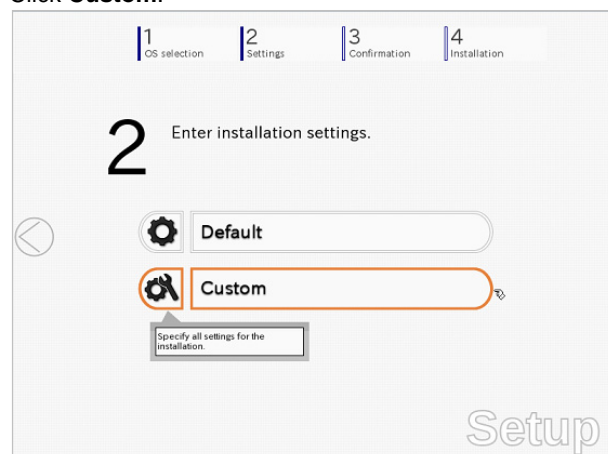 Click Custom.
1
OS selection
2
Settings
3
Confirmation
4
Installation
2 Enter installation settings.
Default
Custom
Specify all settings for the
installation.
Setup